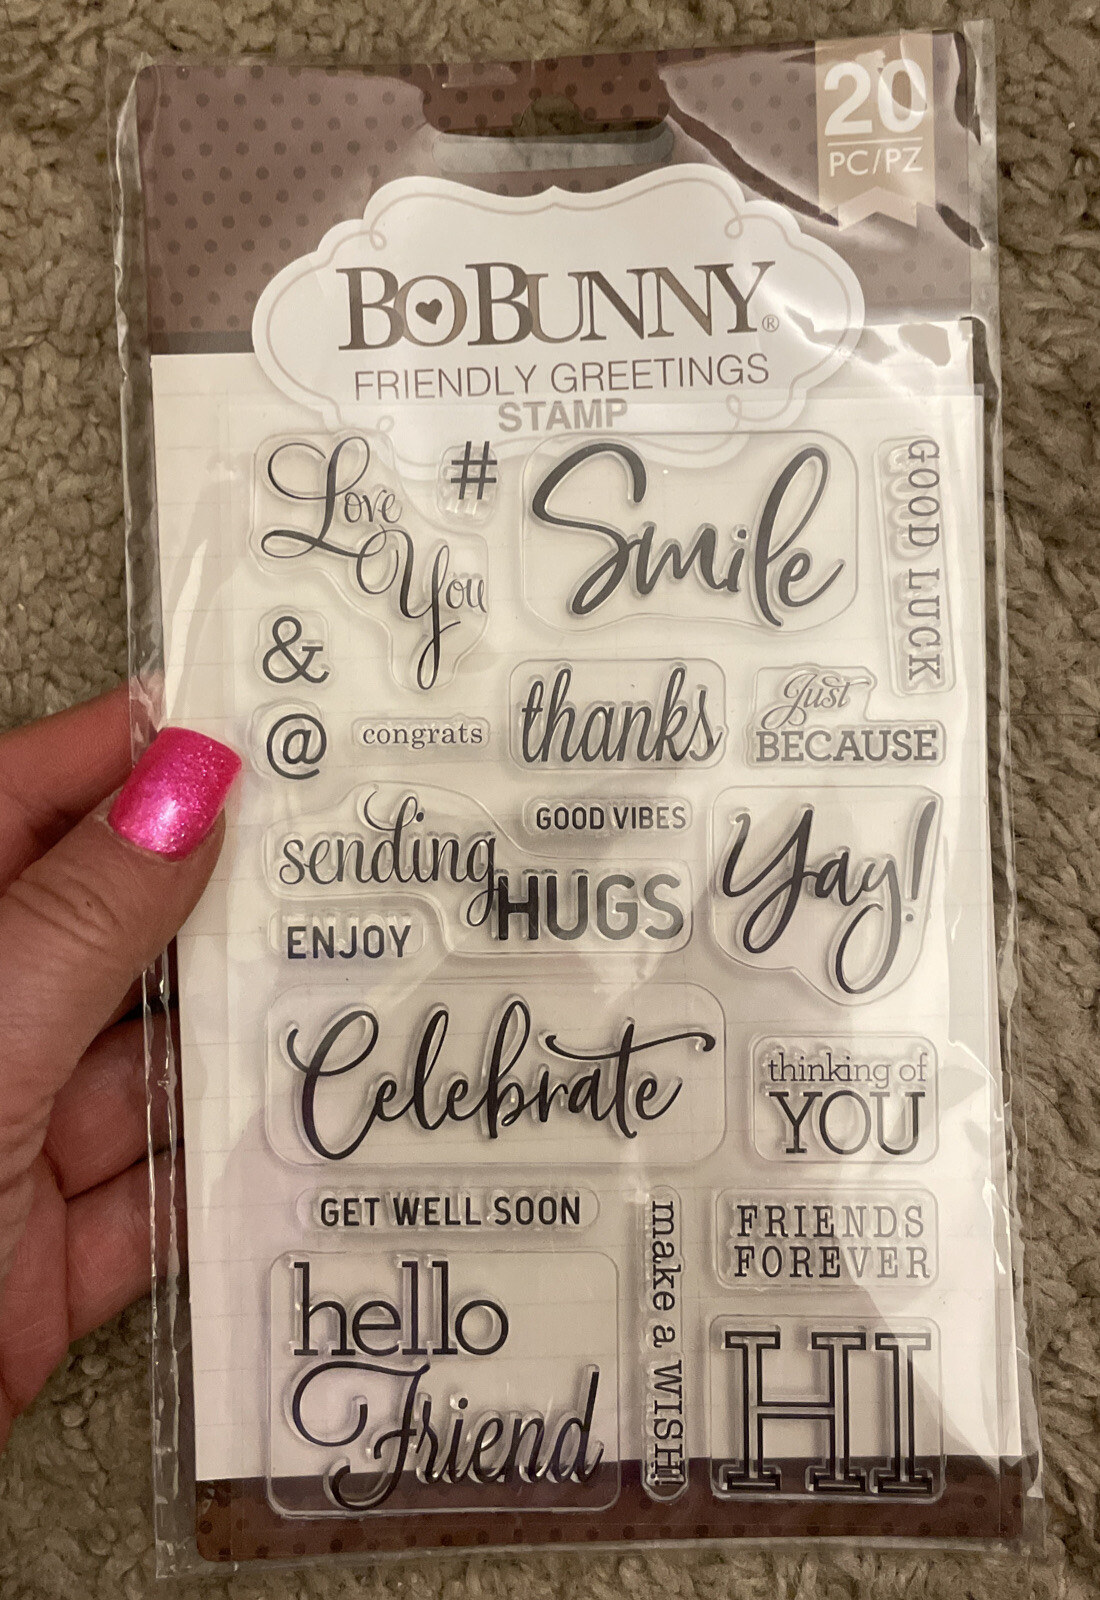 20
PC/PZ
BOBUNNY®
FRIENDLY GREETINGS
STAMP
Love
You
#
Smile
GOOD LUCK
&
@
congrats
thanks
Just
BECAUSE
sending
HUGS
GOOD VIBES
Yay!
ENJOY
Celebrate
thinking of
YOU
GET WELL SOON
make a WISH!
FRIENDS
FOREVER
hello
Friend
HI